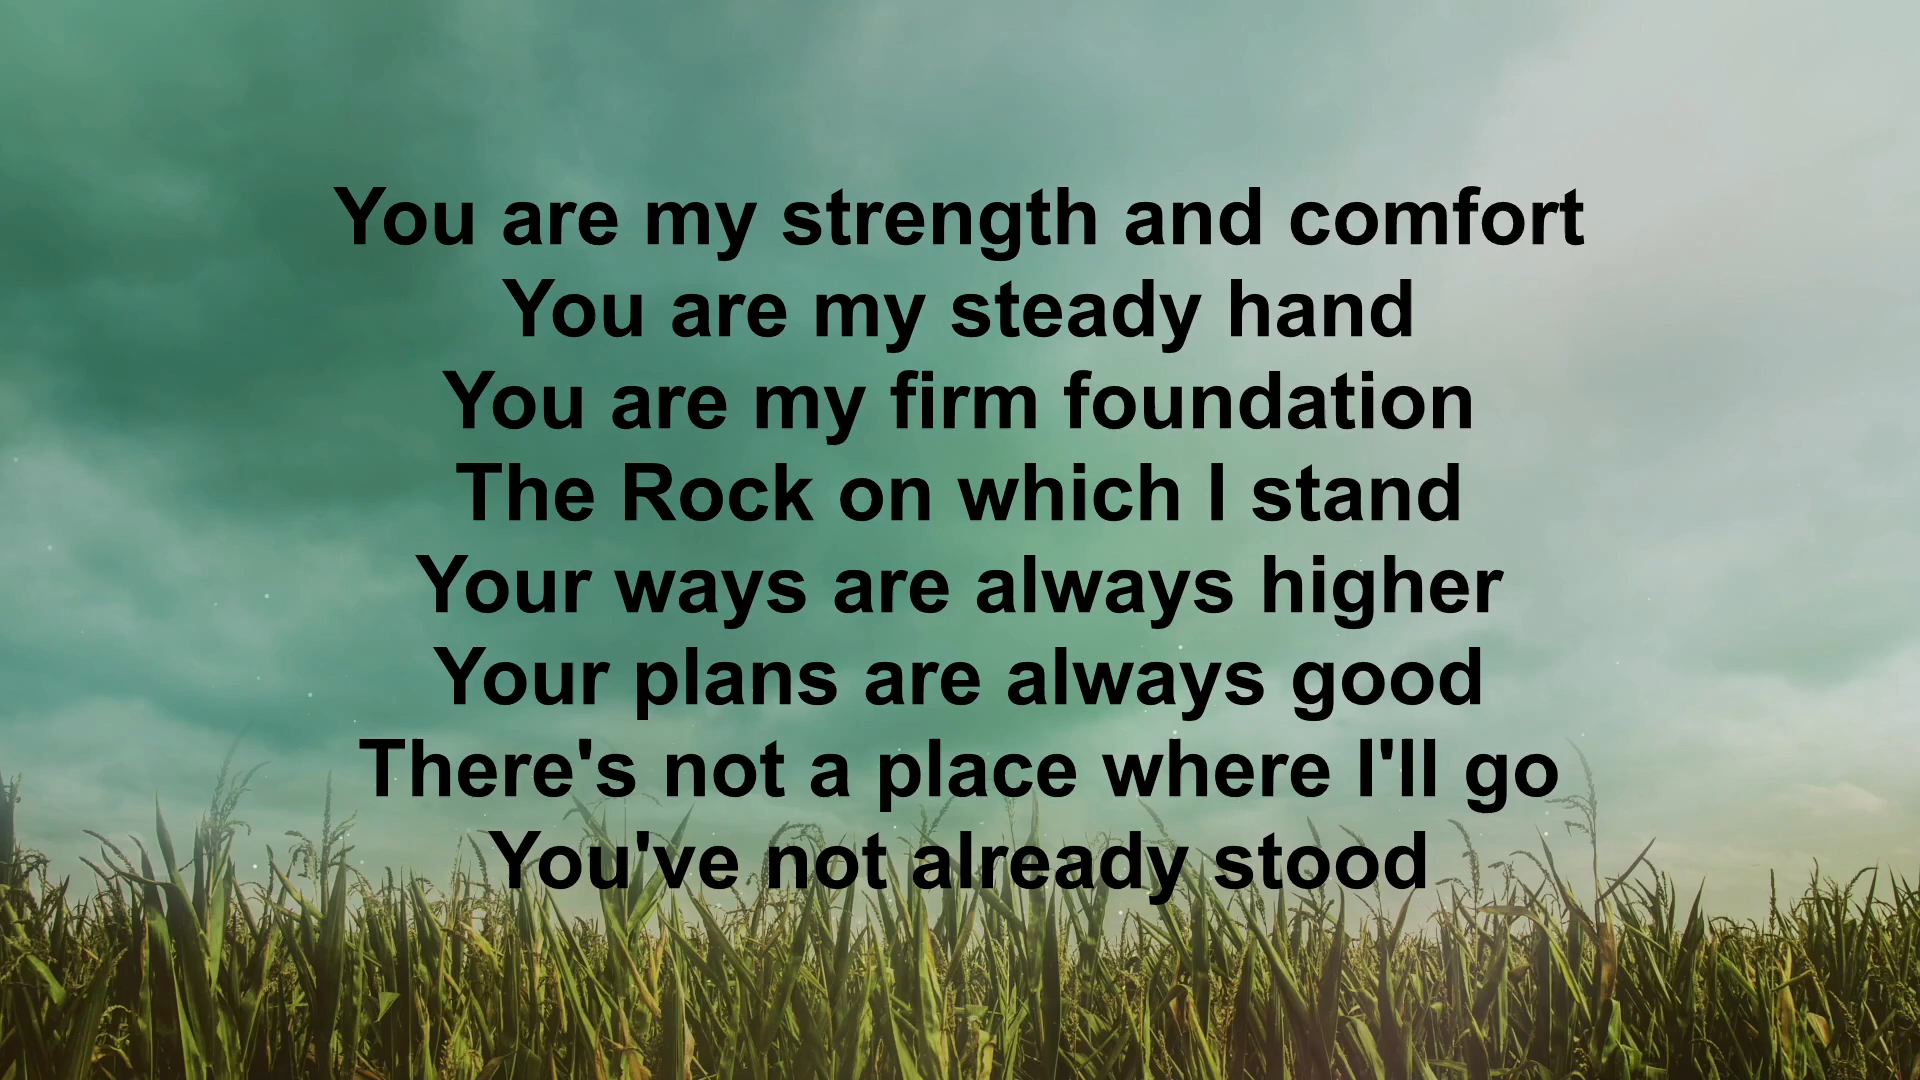 You are my strength and comfort
You are my steady hand
You are my firm foundation
The Rock on which I stand
Your ways are always higher
Your plans are always good
There's not a place where I'll go
You've not already stood